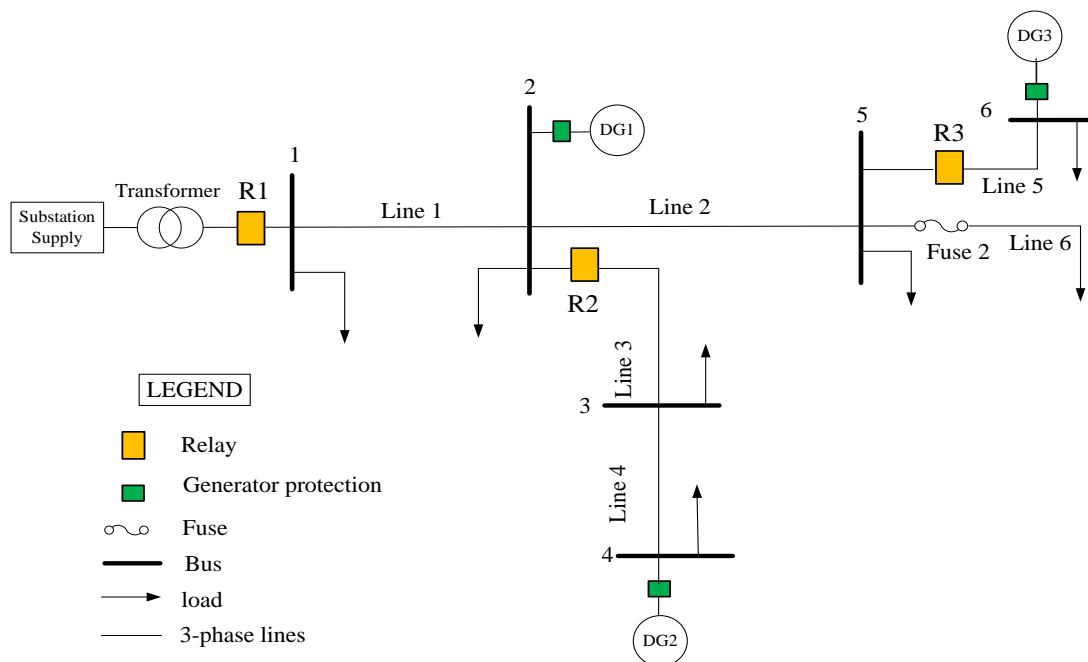 DG3
2
6
5
DG1
R3
1
Line 5
Transformer
R1
Substation
Supply
Line 1
Line 2
Fuse 2
Line 6
R2
Line 3
LEGEND
3
Relay
Line 4
Generator protection
Fuse
4
Bus
load
DG2
3-phase lines